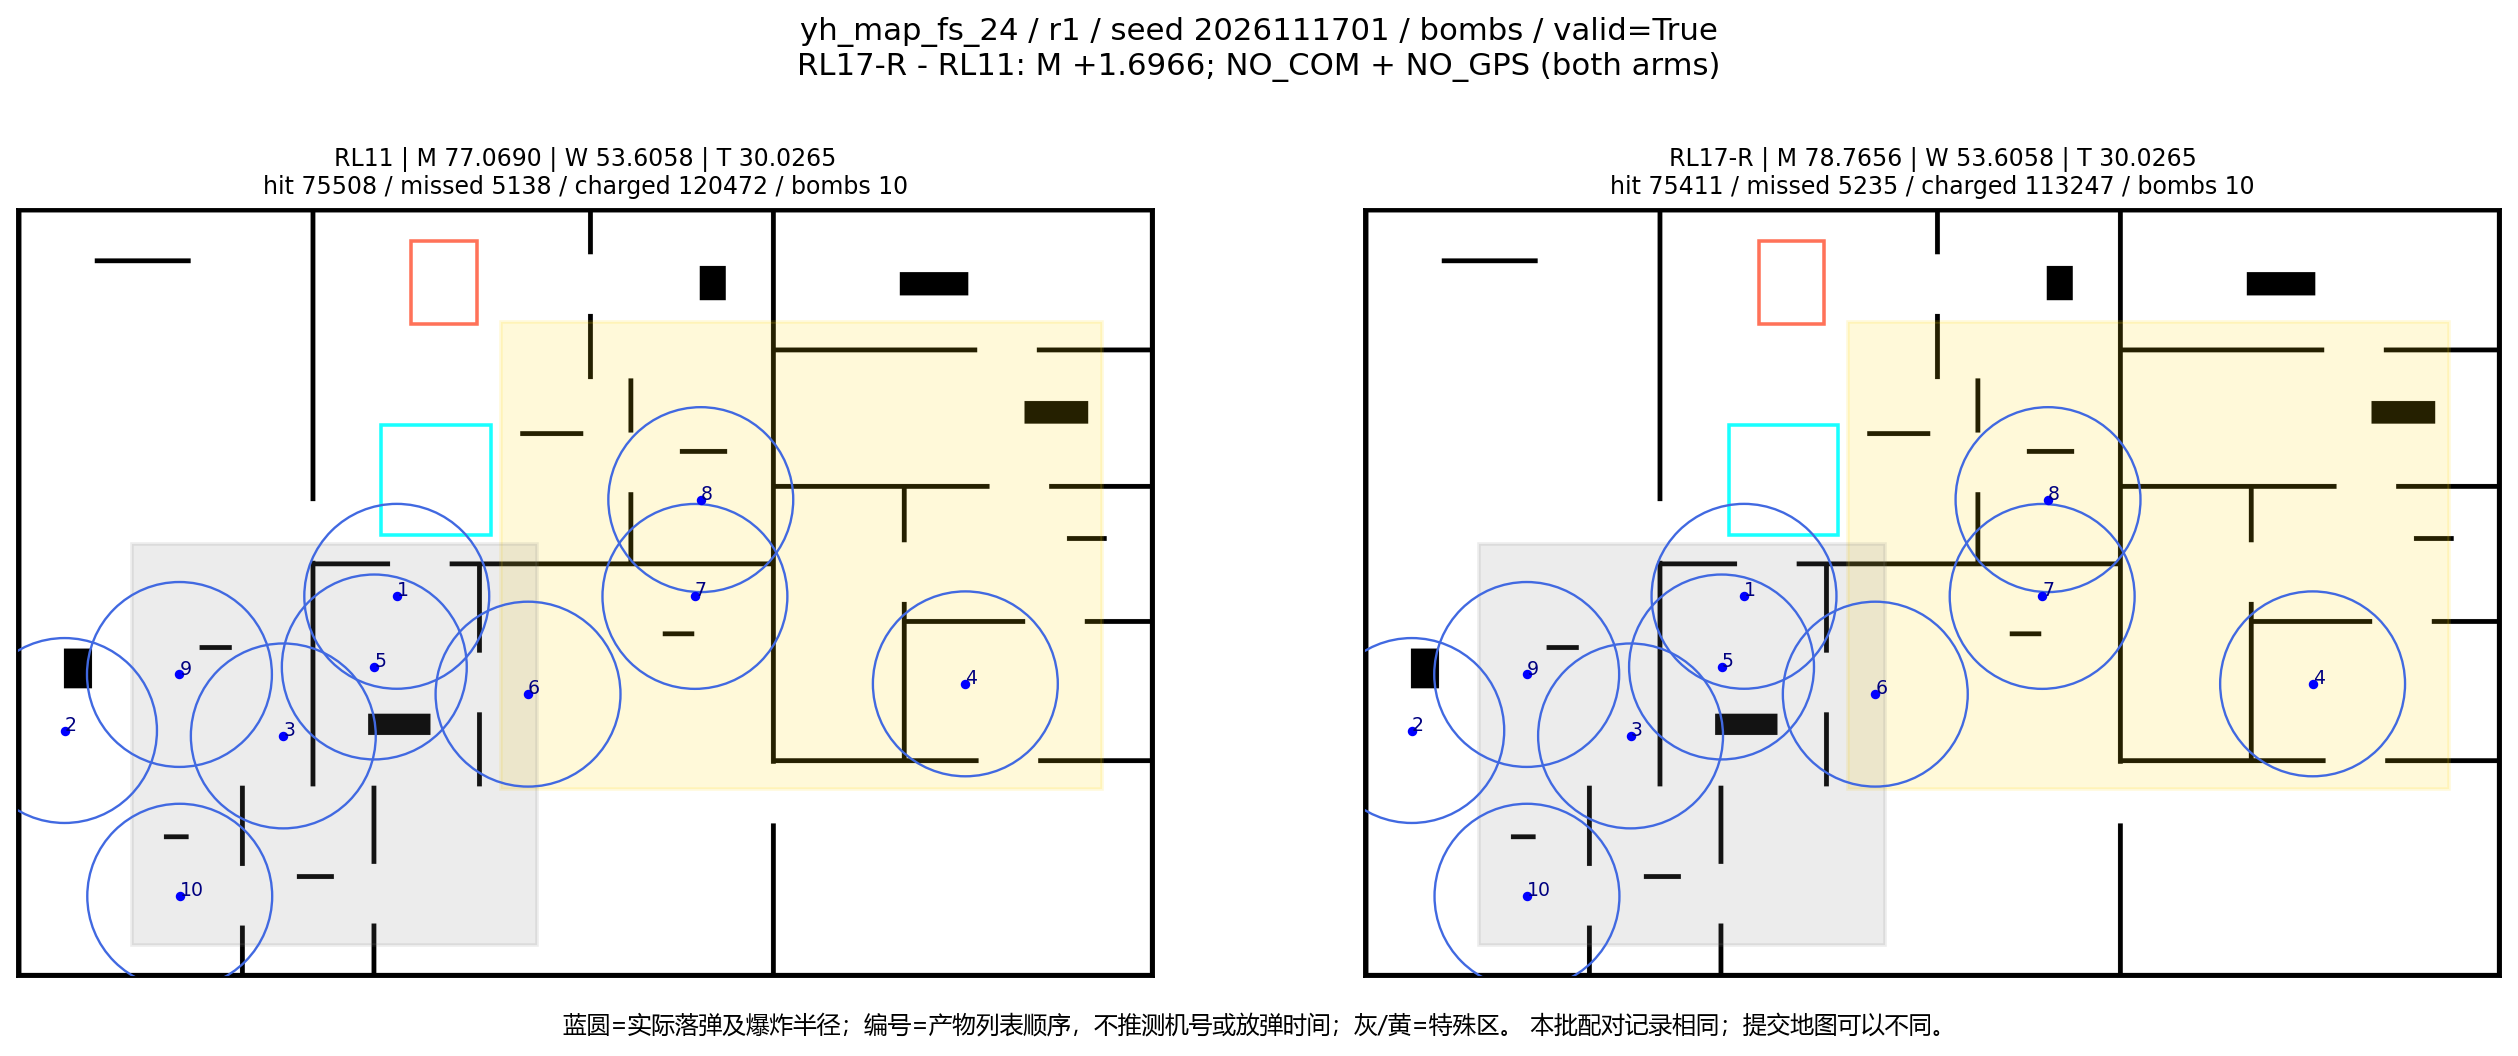 yh_map_fs_24 / r1 / seed 2026111701 / bombs / valid=True
RL17-R - RL11: M +1.6966; NO_COM + NO_GPS (both arms)
RL11 | M 77.0690 | W 53.6058 | T 30.0265
hit 75508 / missed 5138 / charged 120472 / bombs 10
8
1
7
5
9
4
6
2
3
10
RL17-R | M 78.7656 | W 53.6058 | T 30.0265
hit 75411 / missed 5235 / charged 113247 / bombs 10
8
1
7
5
9
4
6
2
3
10
蓝圆=实际落弹及爆炸半径；编号=产物列表顺序，不推测机号或放弹时间；灰/黄=特殊区。 本批配对记录相同；提交地图可以不同。